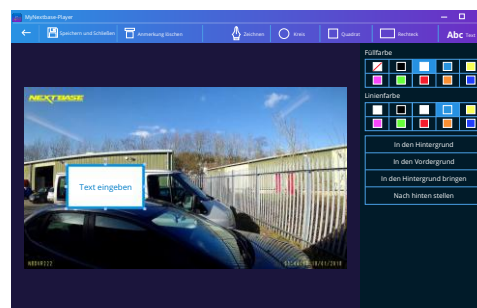 MyNextbase-Player
Speichern und Schließen
Anmerkung löschen
Zeichnen
Kreis
Quadrat
Rechteck
Abc Text
Füllfarbe
NEXTBASE
Linienfarbe
In den Hintergrund
In den Vordergrund
In den Hintergrund bringen
Nach hinten stellen
Text eingeben